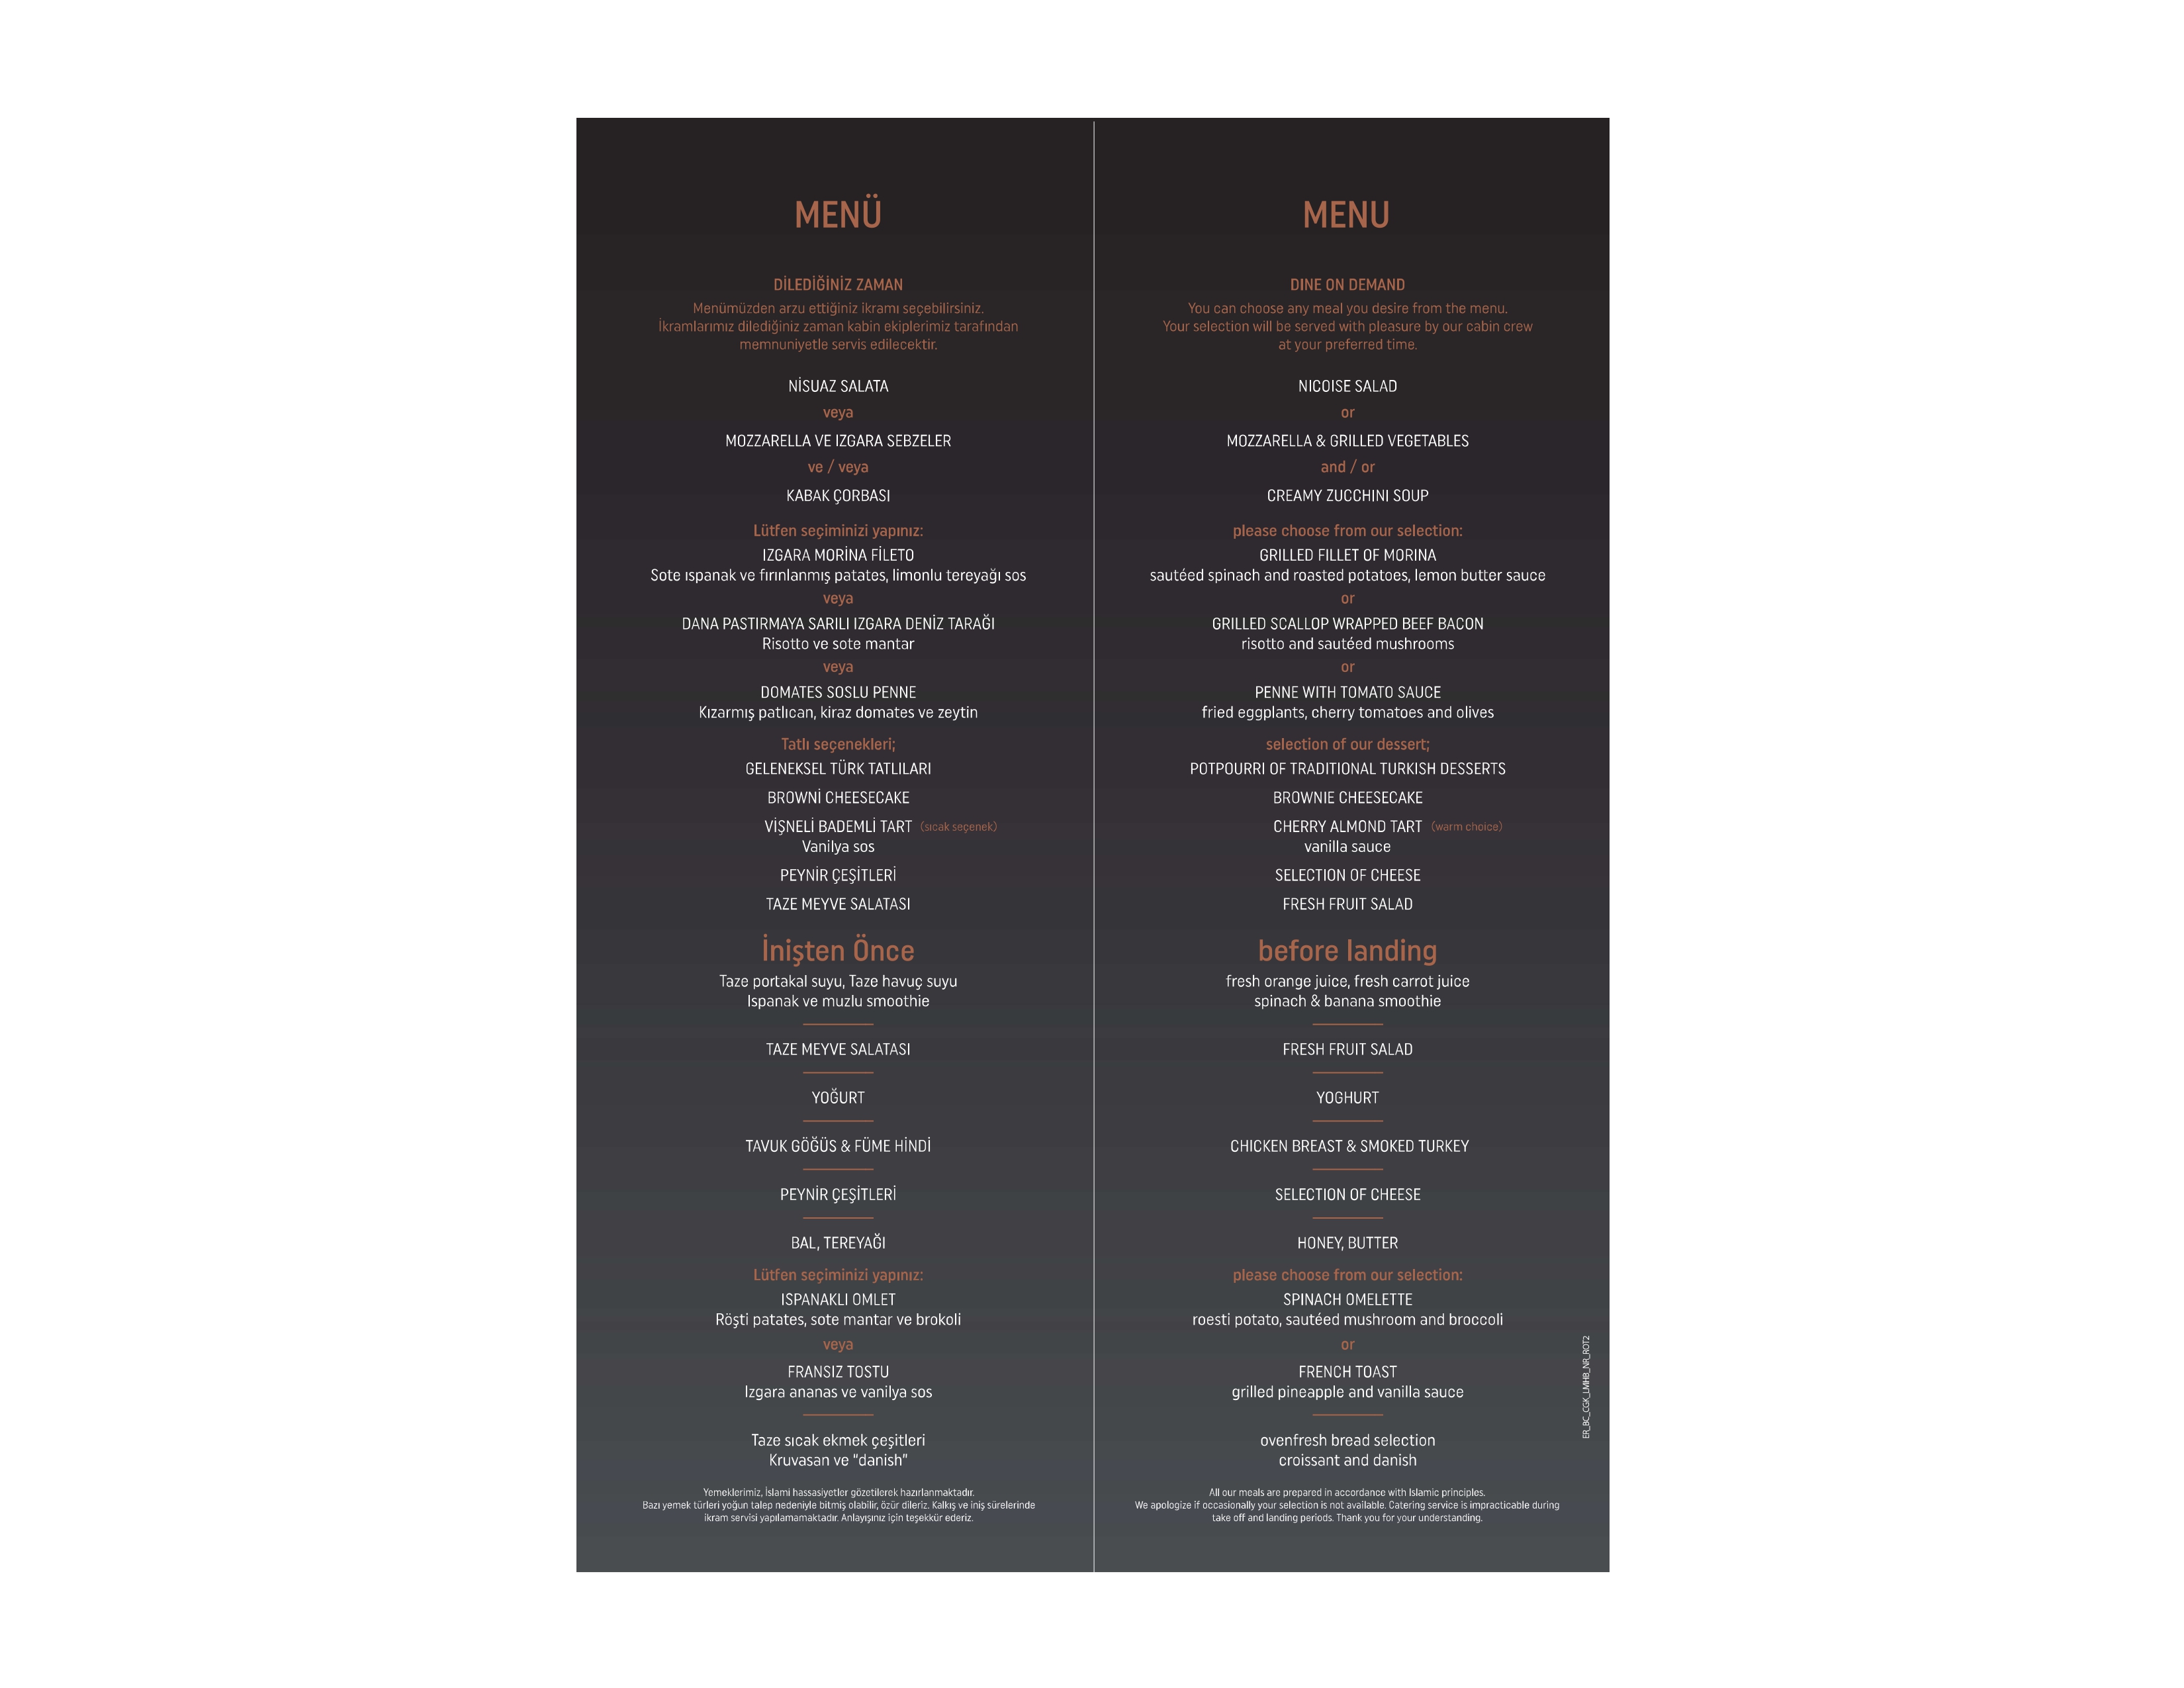 MENÜ
DİLEDİĞİNİZ ZAMAN
Menümüzden arzu ettiğiniz ikramı seçebilirsiniz.
İkramlarımız dilediğiniz zaman kabin ekiplerimiz tarafından
memnuniyetle servis edilecektir.
NİSUAZ SALATA
veya
MOZZARELLA VE IZGARA SEBZELER
ve / veya
KABAK ÇORBASI
Lütfen seçiminizi yapınız:
IZGARA MORİNA FİLETO
Sote ıspanak ve fırınlanmış patates, limonlu tereyağı sos
veya
DANA PASTIRMAYA SARILI IZGARA DENİZ TARAĞI
Risotto ve sote mantar
veya
DOMATES SOSLU PENNE
Kızarmış patlıcan, kiraz domates ve zeytin
Tatlı seçenekleri;
GELENEKSEL TÜRK TATLILARI
BROWNİ CHEESECAKE
VİŞNELİ BADEMLİ TART (sıcak seçenek)
Vanilya sos
PEYNİR ÇEŞİTLERİ
TAZE MEYVE SALATASI
İnişten Önce
Taze portakal suyu, Taze havuç suyu
Ispanak ve muzlu smoothie
TAZE MEYVE SALATASI
YOĞURT
TAVUK GÖĞÜS & FÜME HİNDİ
PEYNİR ÇEŞİTLERİ
BAL, TEREYAĞI
Lütfen seçiminizi yapınız:
ISPANAKLI OMLET
Röşti patates, sote mantar ve brokoli
veya
FRANSIZ TOSTU
Izgara ananas ve vanilya sos
Taze sıcak ekmek çeşitleri
Kruvasan ve "danish"
Yemeklerimiz, İslami hassasiyetler gözetilerek hazırlanmaktadır.
Bazı yemek türleri yoğun talep nedeniyle bitmiş olabilir, özür dileriz. Kalkış ve iniş sürelerinde
ikram servisi yapılamamaktadır. Anlayışınız için teşekkür ederiz.
MENU
DINE ON DEMAND
You can choose any meal you desire from the menu.
Your selection will be served with pleasure by our cabin crew
at your preferred time.
NICOISE SALAD
or
MOZZARELLA & GRILLED VEGETABLES
and / or
CREAMY ZUCCHINI SOUP
please choose from our selection:
GRILLED FILLET OF MORINA
sautéed spinach and roasted potatoes, lemon butter sauce
or
GRILLED SCALLOP WRAPPED BEEF BACON
risotto and sautéed mushrooms
or
PENNE WITH TOMATO SAUCE
fried eggplants, cherry tomatoes and olives
selection of our dessert;
POTPOURRI OF TRADITIONAL TURKISH DESSERTS
BROWNIE CHEESECAKE
CHERRY ALMOND TART (warm choice)
vanilla sauce
SELECTION OF CHEESE
FRESH FRUIT SALAD
before landing
fresh orange juice, fresh carrot juice
spinach & banana smoothie
FRESH FRUIT SALAD
YOGHURT
CHICKEN BREAST & SMOKED TURKEY
SELECTION OF CHEESE
HONEY, BUTTER
please choose from our selection:
SPINACH OMELETTE
roesti potato, sautéed mushroom and broccoli
or
FRENCH TOAST
grilled pineapple and vanilla sauce
ovenfresh bread selection
croissant and danish
All our meals are prepared in accordance with Islamic principles.
We apologize if occasionally your selection is not available. Catering service is impracticable during
take off and landing periods. Thank you for your understanding.
ER_BC_CGK_LMIHB_NR_ROT2